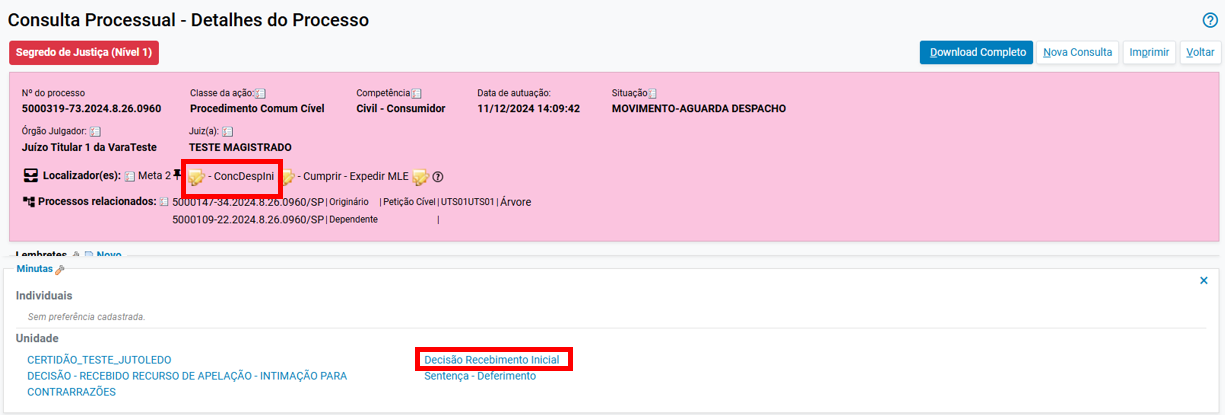 Consulta Processual - Detalhes do Processo
Segredo de Justiça (Nível 1)
Download Completo
Nova Consulta
Imprimir
Voltar
Nº do processo
Classe da ação:
Competência
Data de autuação:
Situação
5000319-73.2024.8.26.0960
Procedimento Comum Cível
Civil - Consumidor
11/12/2024 14:09:42
MOVIMENTO-AGUARDA DESPACHO
Órgão Julgador:
Juiz(a):
Juízo Titular 1 da VaraTeste
TESTE MAGISTRADO
Localizador(es): Meta 2 - ConcDespIni - Cumprir - Expedir MLE
Processos relacionados: 5000147-34.2024.8.26.0960/SP | Originário | Petição Cível | UTS01UTS01 | Árvore
5000109-22.2024.8.26.0960/SP | Dependente |
Lembretes Novo
Minutas
Individuais
Sem preferência cadastrada.
Unidade
CERTIDÃO_TESTE_JUTOLEDO
Decisão Recebimento Inicial
DECISÃO - RECEBIDO RECURSO DE APELAÇÃO - INTIMAÇÃO PARA
Sentença - Deferimento
CONTRARRAZÕES